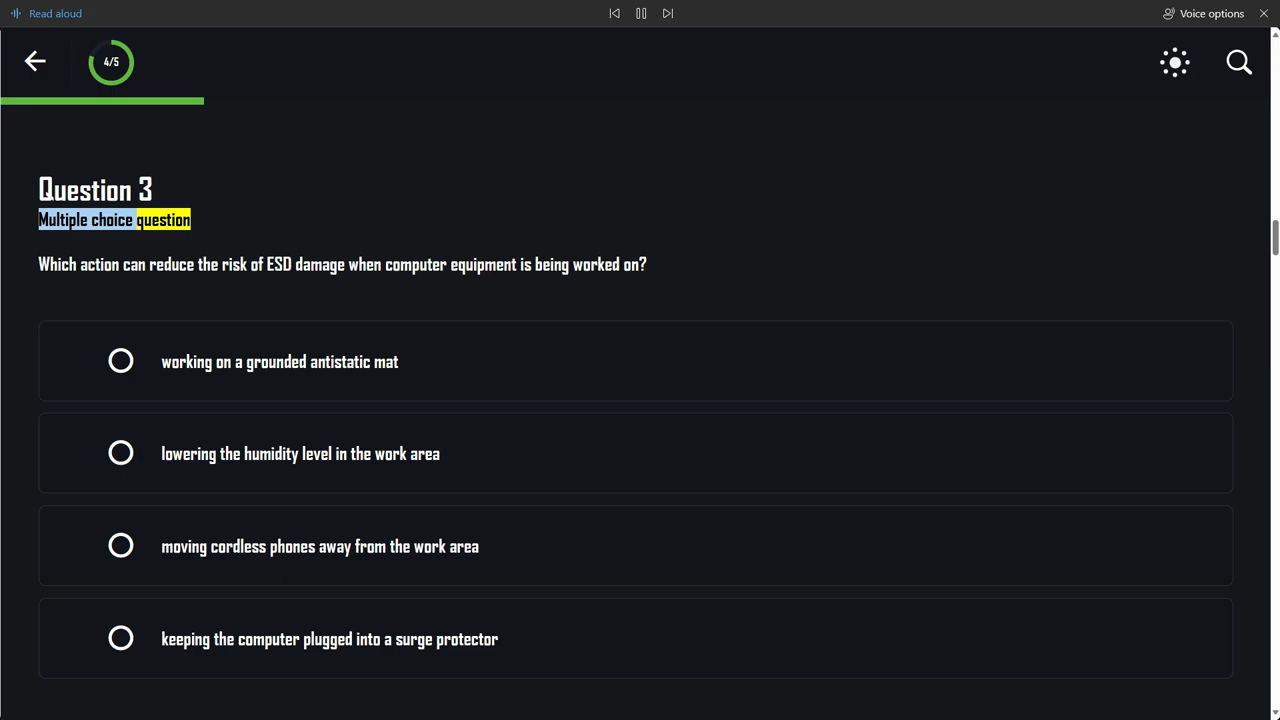 Read aloud
Voice options
4/5
Question 3
Multiple choice question
Which action can reduce the risk of ESD damage when computer equipment is being worked on?
working on a grounded antistatic mat
lowering the humidity level in the work area
moving cordless phones away from the work area
keeping the computer plugged into a surge protector